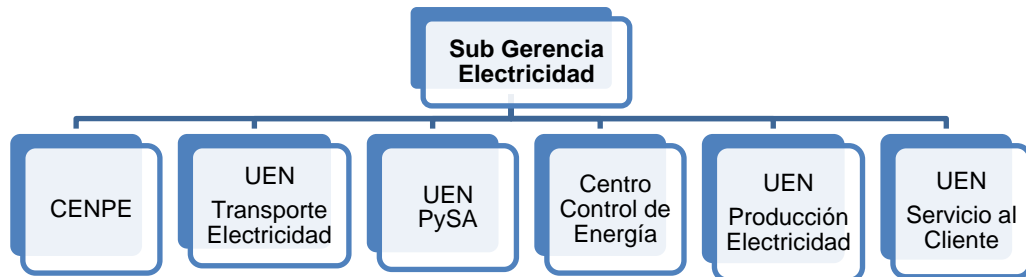 Sub Gerencia
Electricidad
CENPE
UEN
Transporte
Electricidad
UEN
PySA
Centro
Control de
Energía
UEN
Producción
Electricidad
UEN
Servicio al
Cliente